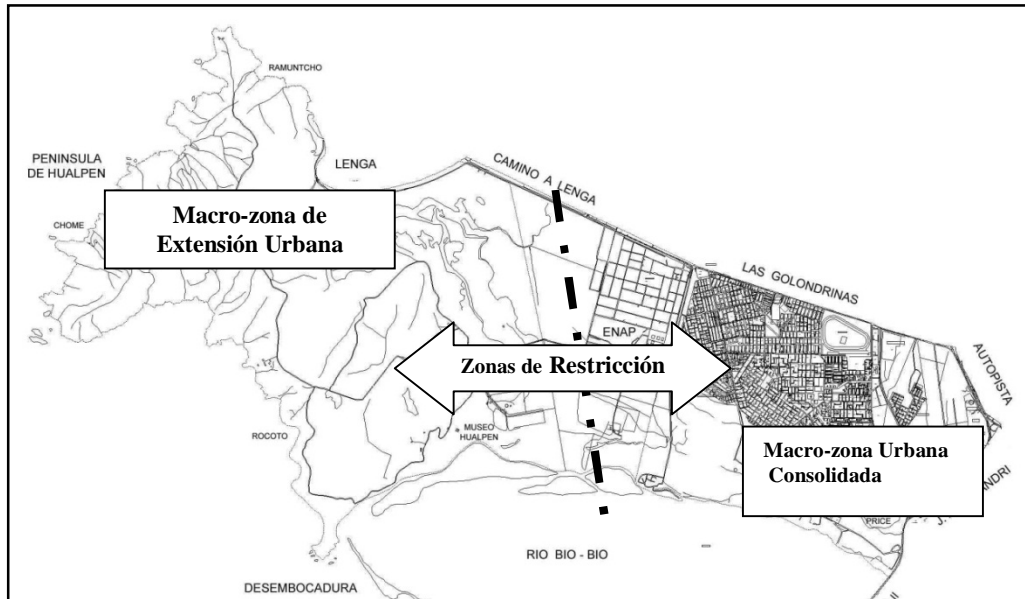 RAMUNTCHO
PENINSULA
DE HUALPEN
LENGA
CAMINO A LENGA
Macro-zona de
Extensión Urbana
CHOME
LAS GOLONDRINAS
ENAP
Zonas de Restricción
AUTOPISTA
ROCOTO
MUSEO
HUALPEN
Macro-zona Urbana
Consolidada
PRICE
RIO BIO - BIO
DESEMBOCADURA